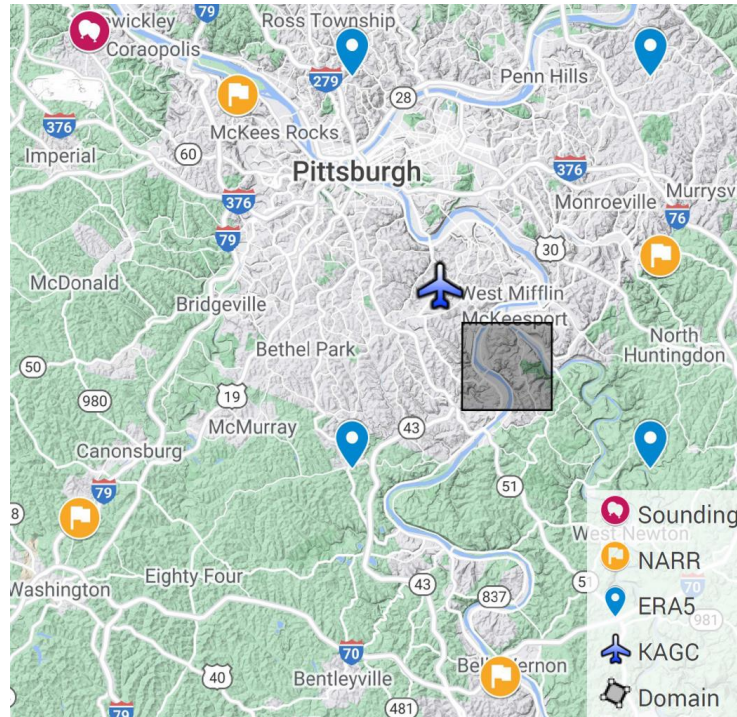 wickley
Coraopolis
Ross Township
79
279
28
Penn Hills
376
McKees Rocks
Imperial
60
Pittsburgh
376
376
Monroeville
Murrysv
76
79
30
McDonald
Bridgeville
West Mifflin
McKeesport
North
Huntingdon
Bethel Park
50
980
19
McMurray
43
Canonsburg
79
51
8
Sounding
West Newton
NARR
Washington
Eighty Four
43
837
51
70
ERA5
981
70
KAGC
Belle Vernon
40
Bentleyville
481
Domain
79